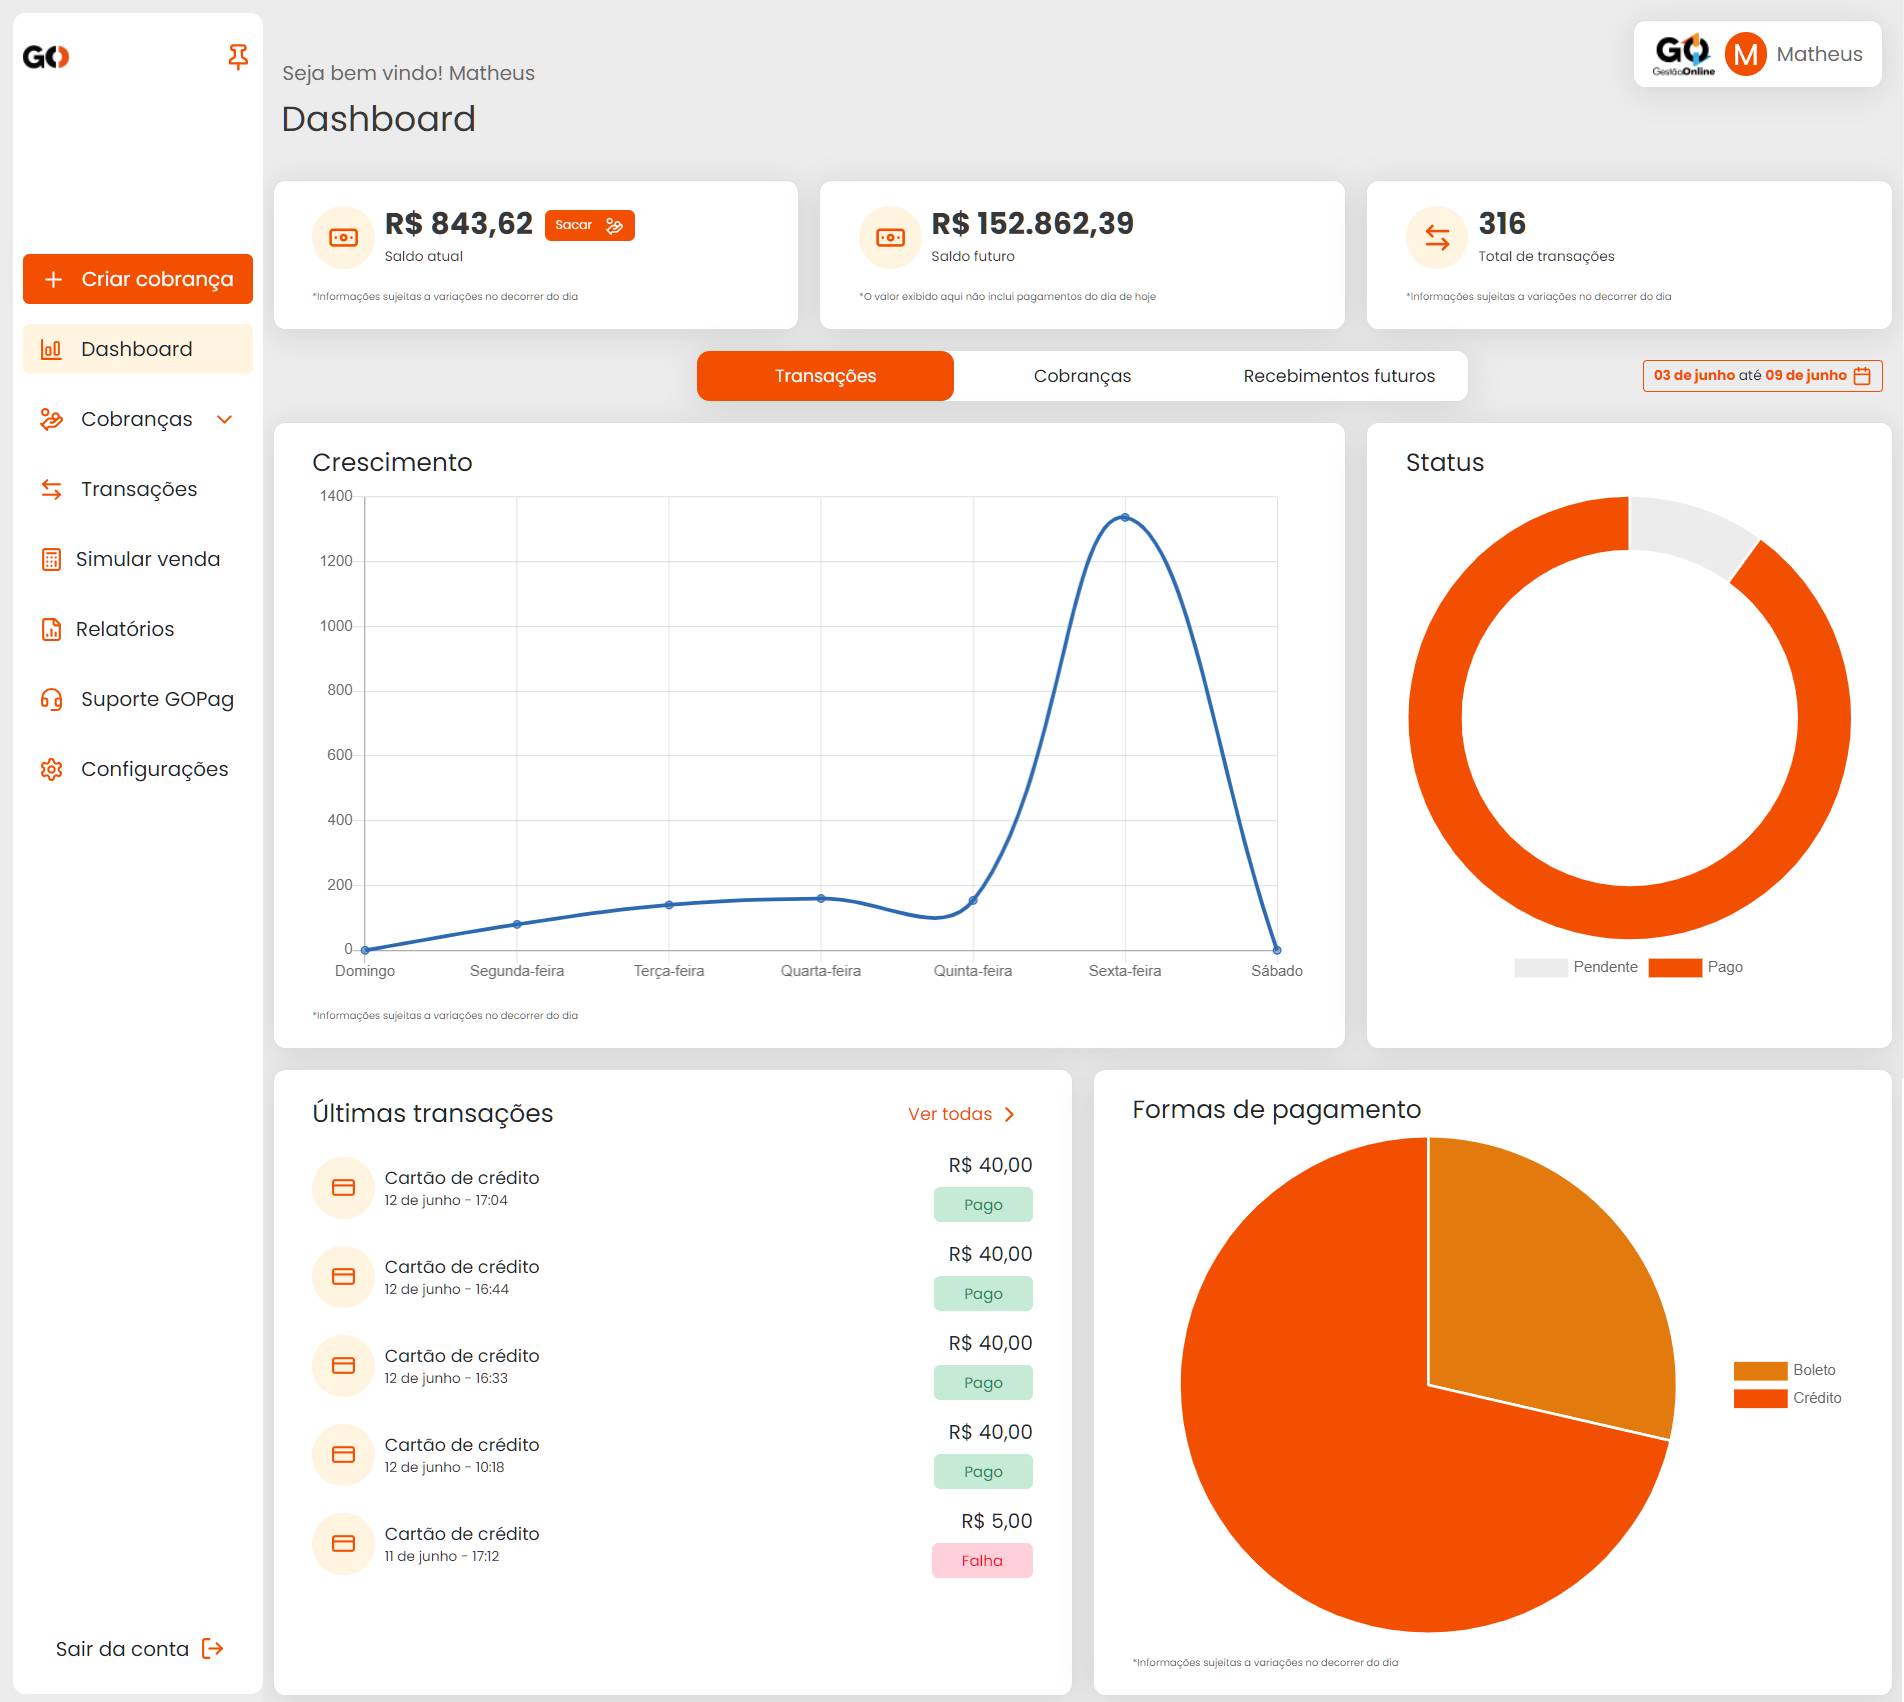 GO
Criar cobrança
Dashboard
Cobranças
Transações
Simular venda
Relatórios
Suporte GOPag
Configurações
Sair da conta
Seja bem vindo! Matheus
Dashboard
GO
GestãoOnline
M
Matheus
R$ 843,62
Sacar
Saldo atual
*Informações sujeitas a variações no decorrer do dia
R$ 152.862,39
Saldo futuro
*O valor exibido aqui não inclui pagamentos do dia de hoje
316
Total de transações
*Informações sujeitas a variações no decorrer do dia
Transações
Cobranças
Recebimentos futuros
03 de junho até 09 de junho
Crescimento
1400
1200
1000
800
600
400
200
0
Domingo Segunda-feira Terça-feira Quarta-feira Quinta-feira Sexta-feira Sábado
*Informações sujeitas a variações no decorrer do dia
Status
Pendente Pago
Últimas transações
Ver todas
Cartão de crédito
12 de junho - 17:04
R$ 40,00
Pago
Cartão de crédito
12 de junho - 16:44
R$ 40,00
Pago
Cartão de crédito
12 de junho - 16:33
R$ 40,00
Pago
Cartão de crédito
12 de junho - 10:18
R$ 40,00
Pago
Cartão de crédito
11 de junho - 17:12
R$ 5,00
Falha
Formas de pagamento
Boleto
Crédito
*Informações sujeitas a variações no decorrer do dia